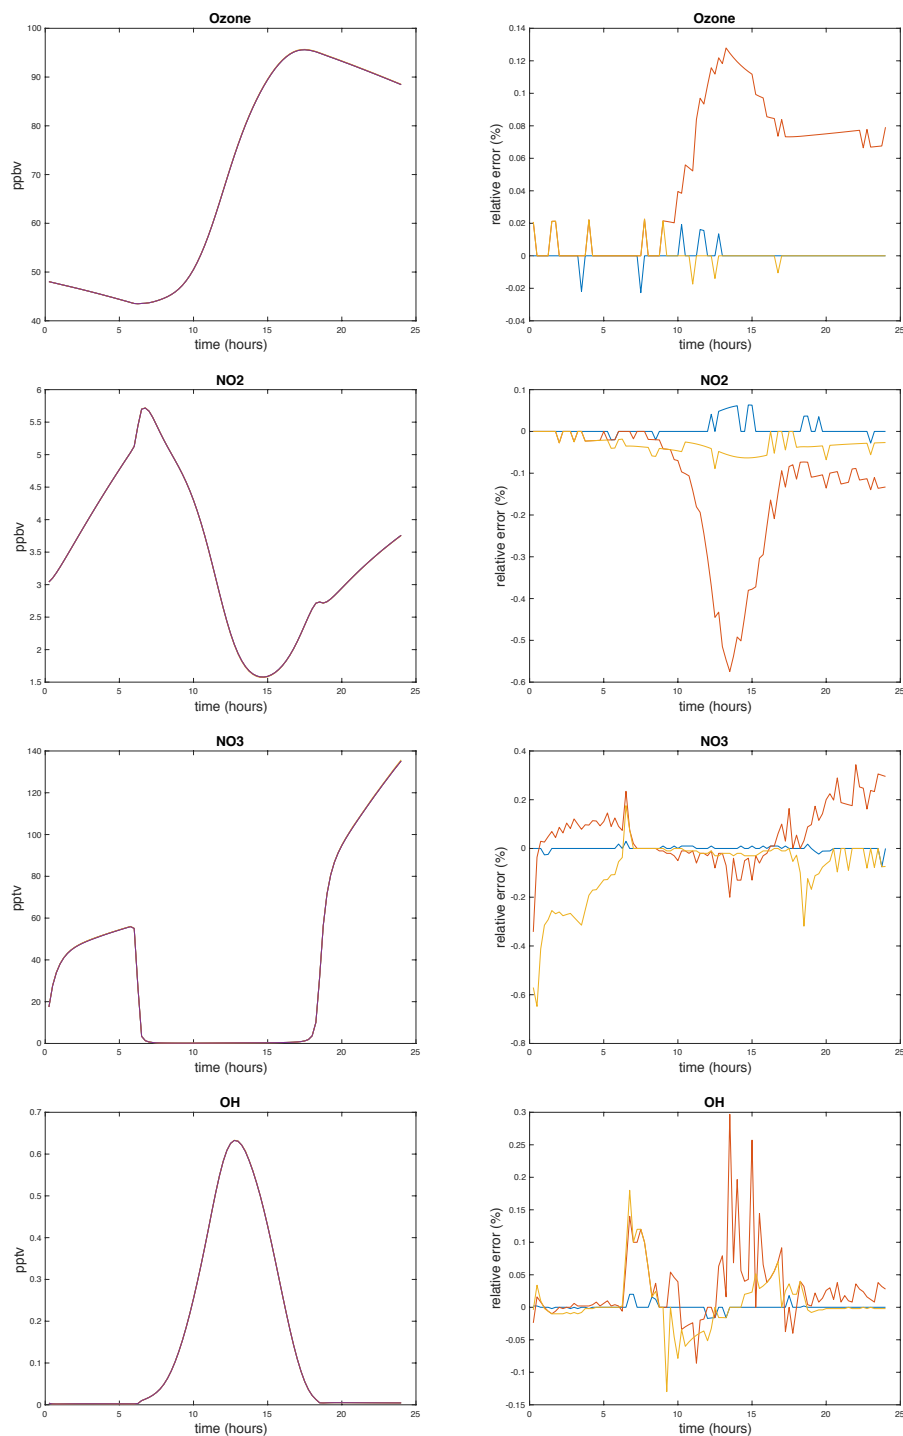 Ozone
100
90
80
70
60
50
40
ppbv
0 5 10 15 20 25
time (hours)
Ozone
0.14
0.12
0.1
0.08
0.06
0.04
0.02
0
-0.02
-0.04
relative error (%)
0 5 10 15 20 25
time (hours)
NO2
6
5.5
5
4.5
4
3.5
3
2.5
2
1.5
ppbv
0 5 10 15 20 25
time (hours)
NO2
0.1
0
-0.1
-0.2
-0.3
-0.4
-0.5
-0.6
relative error (%)
0 5 10 15 20 25
time (hours)
NO3
140
120
100
80
60
40
20
0
pptv
0 5 10 15 20 25
time (hours)
NO3
0.4
0.2
0
-0.2
-0.4
-0.6
-0.8
relative error (%)
0 5 10 15 20 25
time (hours)
OH
0.7
0.6
0.5
0.4
0.3
0.2
0.1
0
pptv
0 5 10 15 20 25
time (hours)
OH
0.3
0.25
0.2
0.15
0.1
0.05
0
-0.05
-0.1
-0.15
relative error (%)
0 5 10 15 20 25
time (hours)